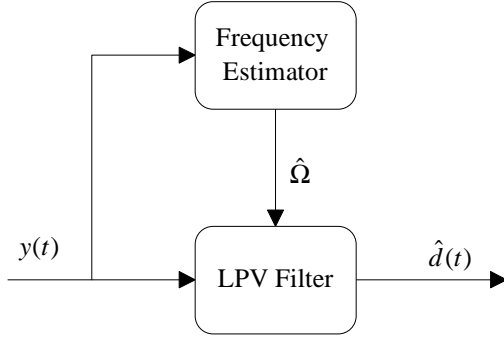 Frequency
Estimator
Ω̂
y(t)
LPV Filter
d̂(t)